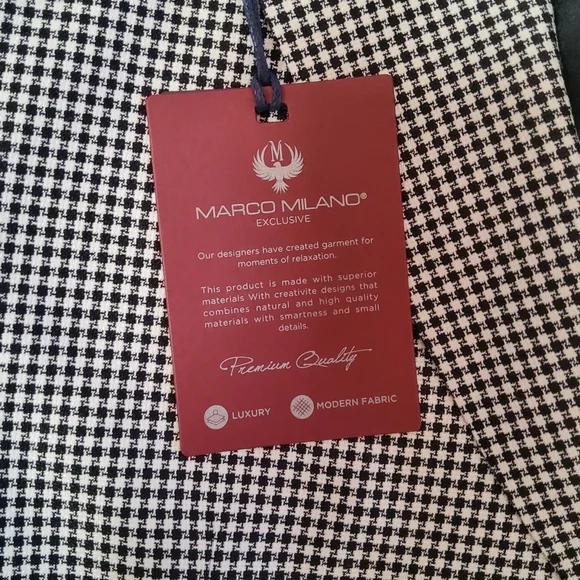 M
MARCO MILANO®
EXCLUSIVE
Our designers have created garment for
moments of relaxation.
This product is made with superior
materials With creativite designs that
combines natural and high quality
materials with smartness and small
details.
Premium Quality
LUXURY
MODERN FABRIC